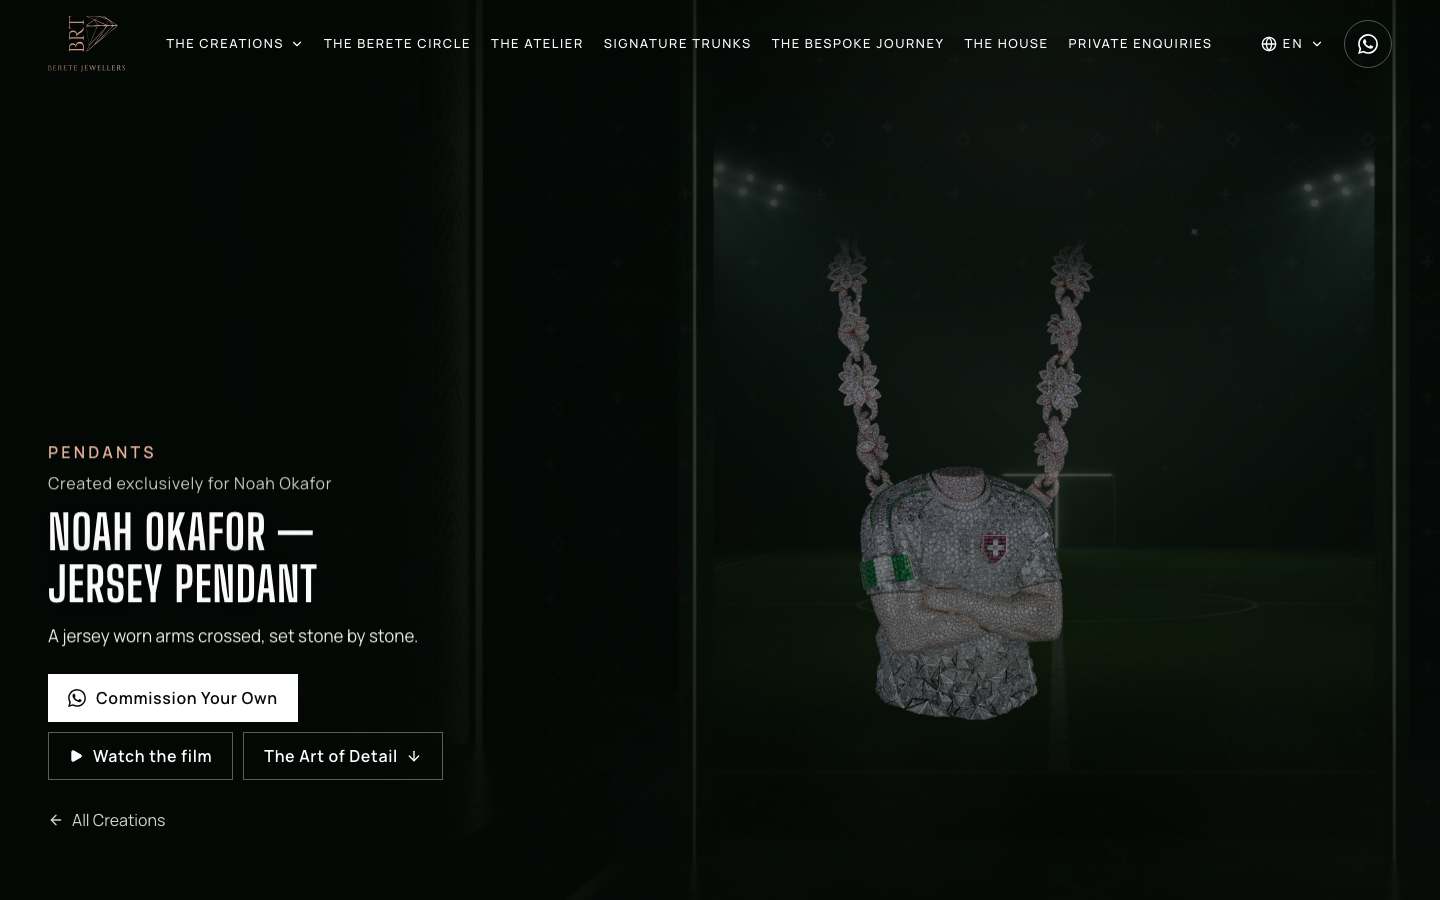 BRT
BERETE JEWELLERS
THE CREATIONS
THE BERETE CIRCLE
THE ATELIER
SIGNATURE TRUNKS
THE BESPOKE JOURNEY
THE HOUSE
PRIVATE ENQUIRIES
EN
PENDANTS
Created exclusively for Noah Okafor
NOAH OKAFOR —
JERSEY PENDANT
A jersey worn arms crossed, set stone by stone.
Commission Your Own
Watch the film
The Art of Detail
All Creations